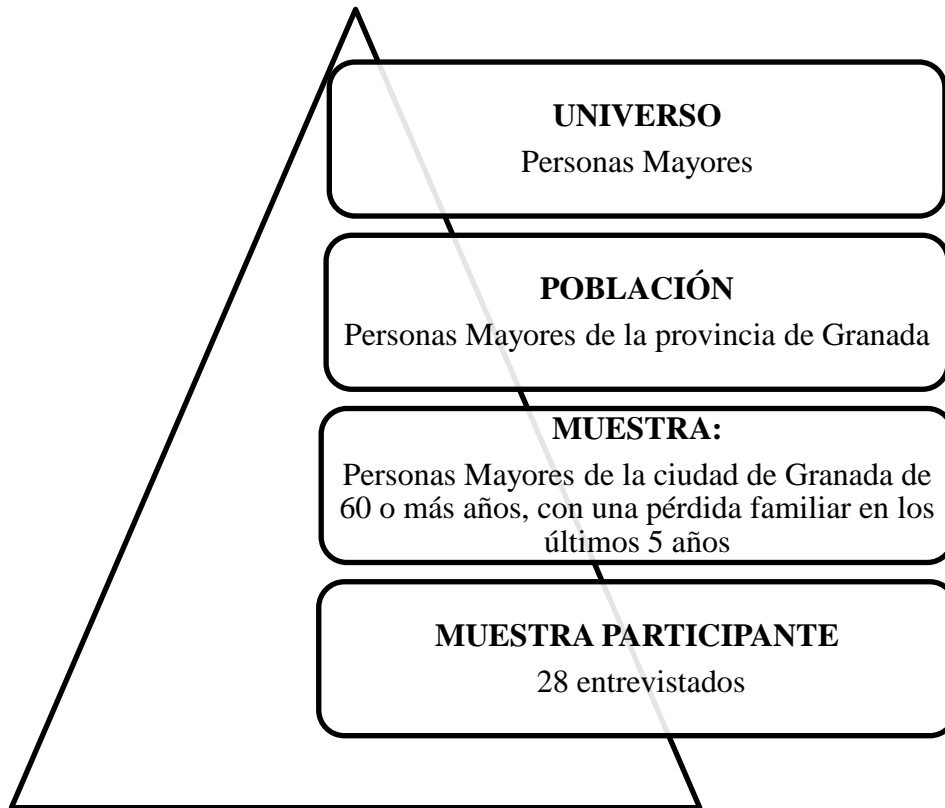 UNIVERSO
Personas Mayores
POBLACIÓN
Personas Mayores de la provincia de Granada
MUESTRA:
Personas Mayores de la ciudad de Granada de
60 o más años, con una pérdida familiar en los
últimos 5 años
MUESTRA PARTICIPANTE
28 entrevistados